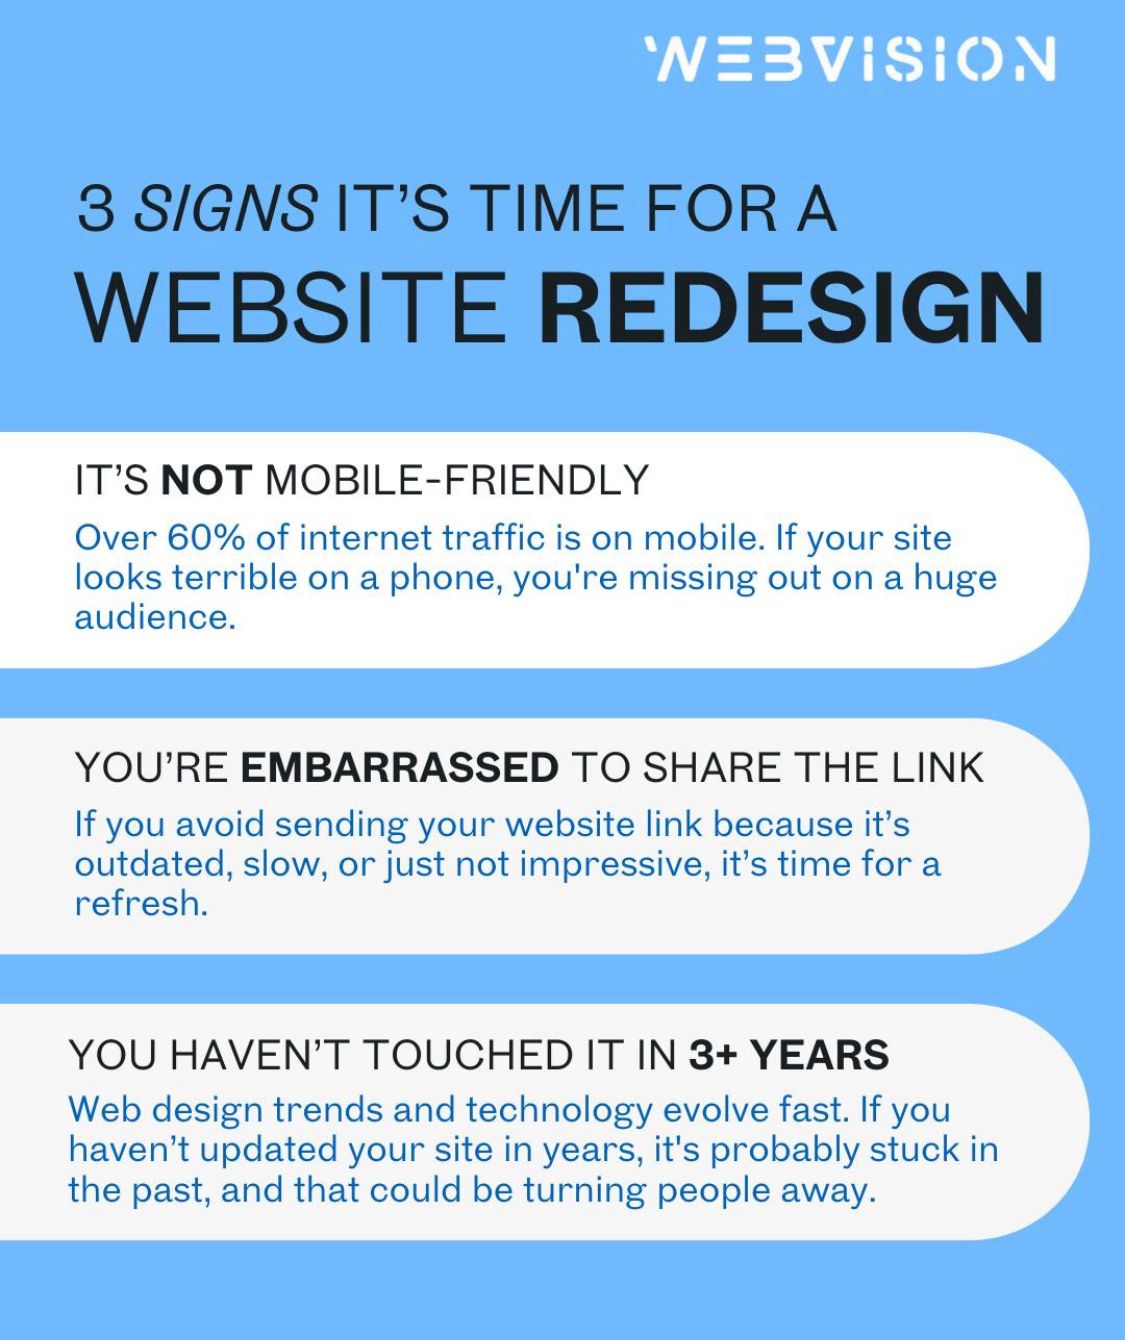 WEBVISION
3 SIGNS IT’S TIME FOR A
WEBSITE REDESIGN
IT’S NOT MOBILE-FRIENDLY
Over 60% of internet traffic is on mobile. If your site
looks terrible on a phone, you're missing out on a huge
audience.
YOU’RE EMBARRASSED TO SHARE THE LINK
If you avoid sending your website link because it’s
outdated, slow, or just not impressive, it’s time for a
refresh.
YOU HAVEN’T TOUCHED IT IN 3+ YEARS
Web design trends and technology evolve fast. If you
haven’t updated your site in years, it's probably stuck in
the past, and that could be turning people away.